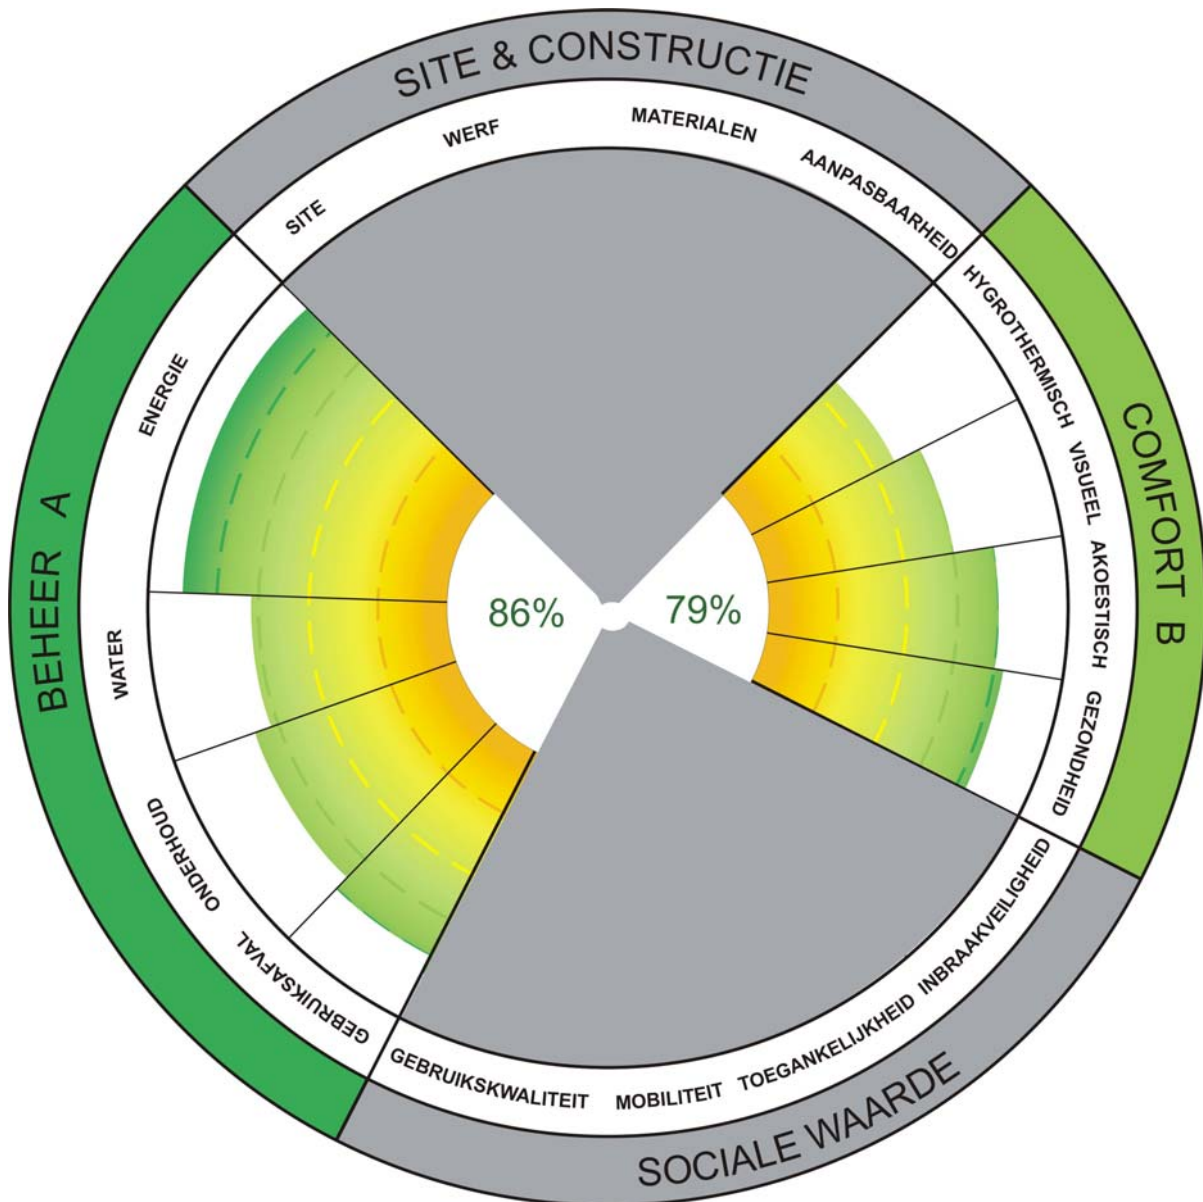 SITE & CONSTRUCTIE
SITE
WERF
MATERIALEN
AANPASBAARHEID
COMFORT B
HYGROTHERMISCH
VISUEEL
AKOESTISCH
GEZONDHEID
SOCIALE WAARDE
INBRAAKVEILIGHEID
TOEGANKELIJKHEID
MOBILITEIT
GEBRUIKSKWALITEIT
BEHEER A
GEBRUIKSAFVAL
ONDERHOUD
WATER
ENERGIE
86%
79%